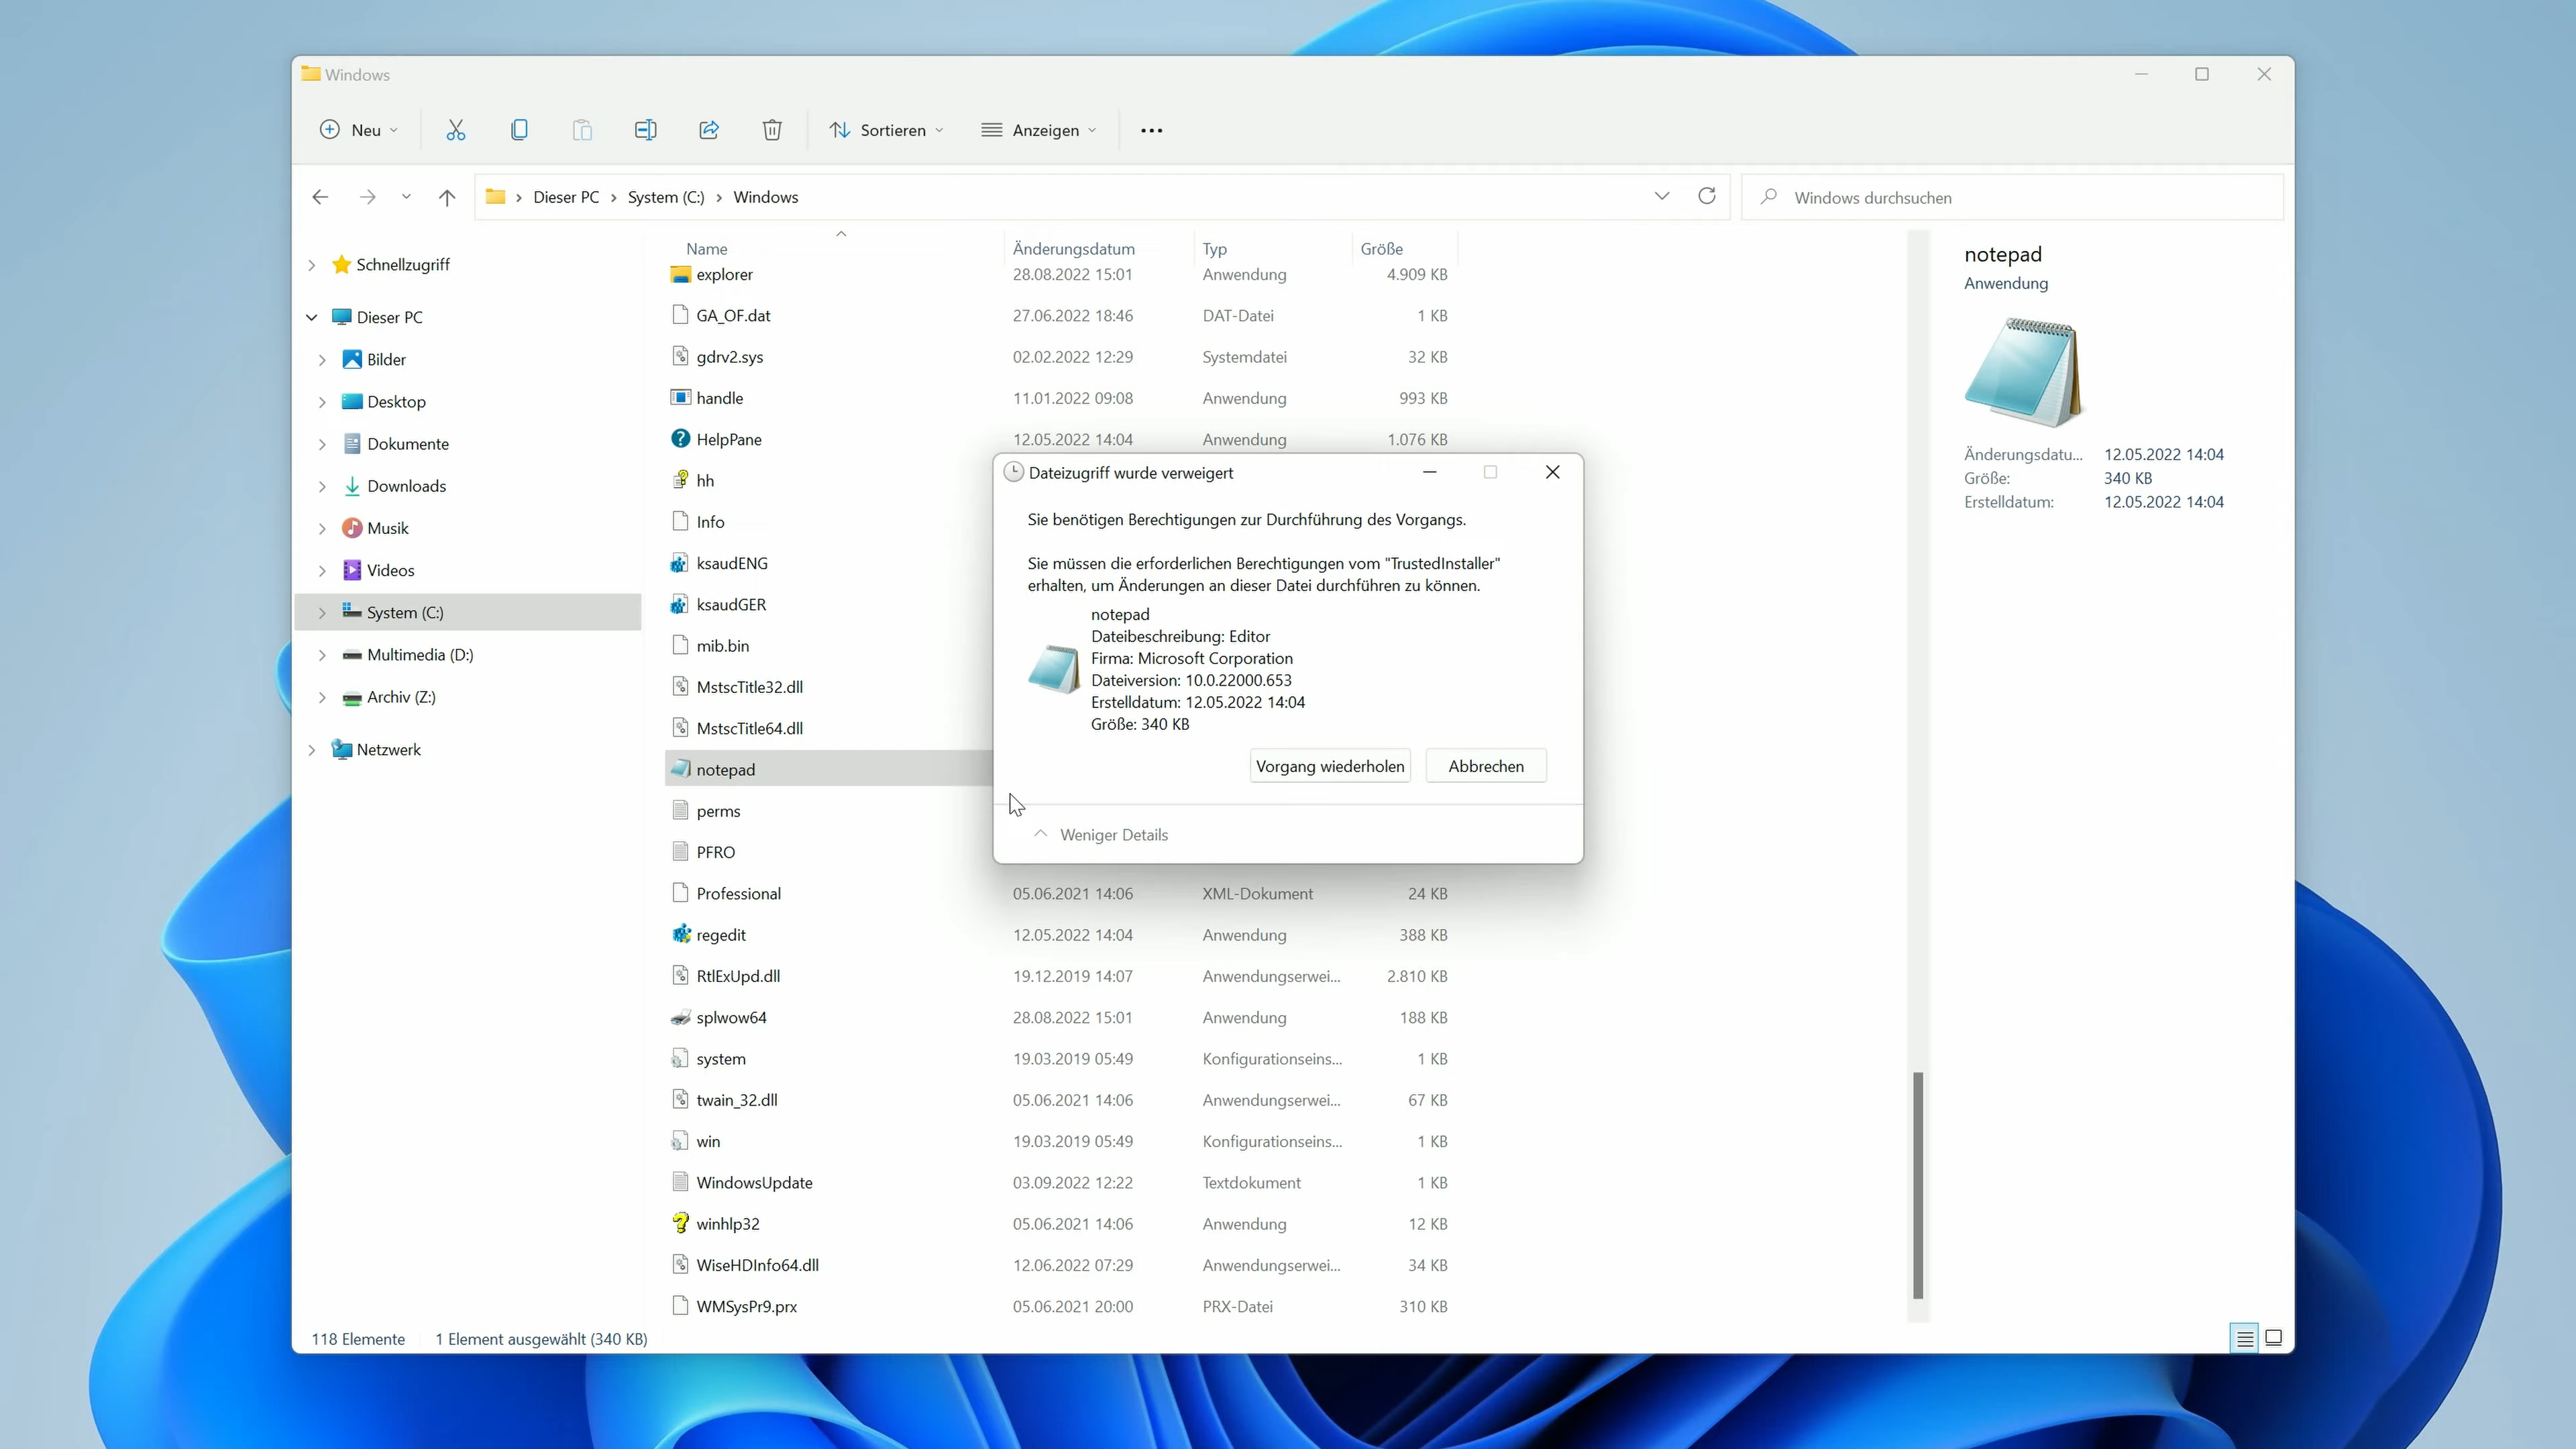 Windows
Neu
Sortieren
Anzeigen
Dieser PC
System (C:)
Windows
Windows durchsuchen
Schnellzugriff
Dieser PC
Bilder
Desktop
Dokumente
Downloads
Musik
Videos
System (C:)
Multimedia (D:)
Archiv (Z:)
Netzwerk
Name Änderungsdatum Typ Größe
explorer 28.08.2022 15:01 Anwendung 4.909 KB
GA_OF.dat 27.06.2022 18:46 DAT-Datei 1 KB
gdrv2.sys 02.02.2022 12:29 Systemdatei 32 KB
handle 11.01.2022 09:08 Anwendung 993 KB
HelpPane 12.05.2022 14:04 Anwendung 1.076 KB
hh
Info
ksaudENG
ksaudGER
mib.bin
MstscTitle32.dll
MstscTitle64.dll
notepad
perms
PFRO
Professional 05.06.2021 14:06 XML-Dokument 24 KB
regedit 12.05.2022 14:04 Anwendung 388 KB
RtlExUpd.dll 19.12.2019 14:07 Anwendungserwei... 2.810 KB
splwow64 28.08.2022 15:01 Anwendung 188 KB
system 19.03.2019 05:49 Konfigurationseins... 1 KB
twain_32.dll 05.06.2021 14:06 Anwendungserwei... 67 KB
win 19.03.2019 05:49 Konfigurationseins... 1 KB
WindowsUpdate 03.09.2022 12:22 Textdokument 1 KB
winhlp32 05.06.2021 14:06 Anwendung 12 KB
WiseHDInfo64.dll 12.06.2022 07:29 Anwendungserwei... 34 KB
WMSysPr9.prx 05.06.2021 20:00 PRX-Datei 310 KB
Dateizugriff wurde verweigert
Sie benötigen Berechtigungen zur Durchführung des Vorgangs.
Sie müssen die erforderlichen Berechtigungen vom "TrustedInstaller"
erhalten, um Änderungen an dieser Datei durchführen zu können.
notepad
Dateibeschreibung: Editor
Firma: Microsoft Corporation
Dateiversion: 10.0.22000.653
Erstelldatum: 12.05.2022 14:04
Größe: 340 KB
Vorgang wiederholen
Abbrechen
Weniger Details
notepad
Anwendung
Änderungsdatu... 12.05.2022 14:04
Größe: 340 KB
Erstelldatum: 12.05.2022 14:04
118 Elemente
1 Element ausgewählt (340 KB)